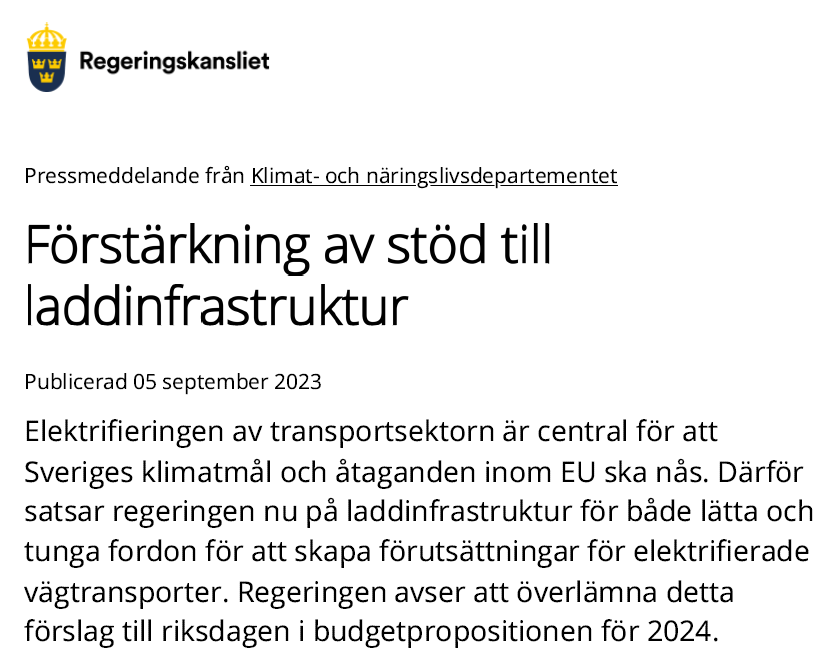 Regeringskansliet
Pressmeddelande från Klimat- och näringslivsdepartementet
Förstärkning av stöd till
laddinfrastruktur
Publicerad 05 september 2023
Elektrifieringen av transportsektorn är central för att
Sveriges klimatmål och åtaganden inom EU ska nås. Därför
satsar regeringen nu på laddinfrastruktur för både lätta och
tunga fordon för att skapa förutsättningar för elektrifierade
vägtransporter. Regeringen avser att överlämna detta
förslag till riksdagen i budgetpropositionen för 2024.